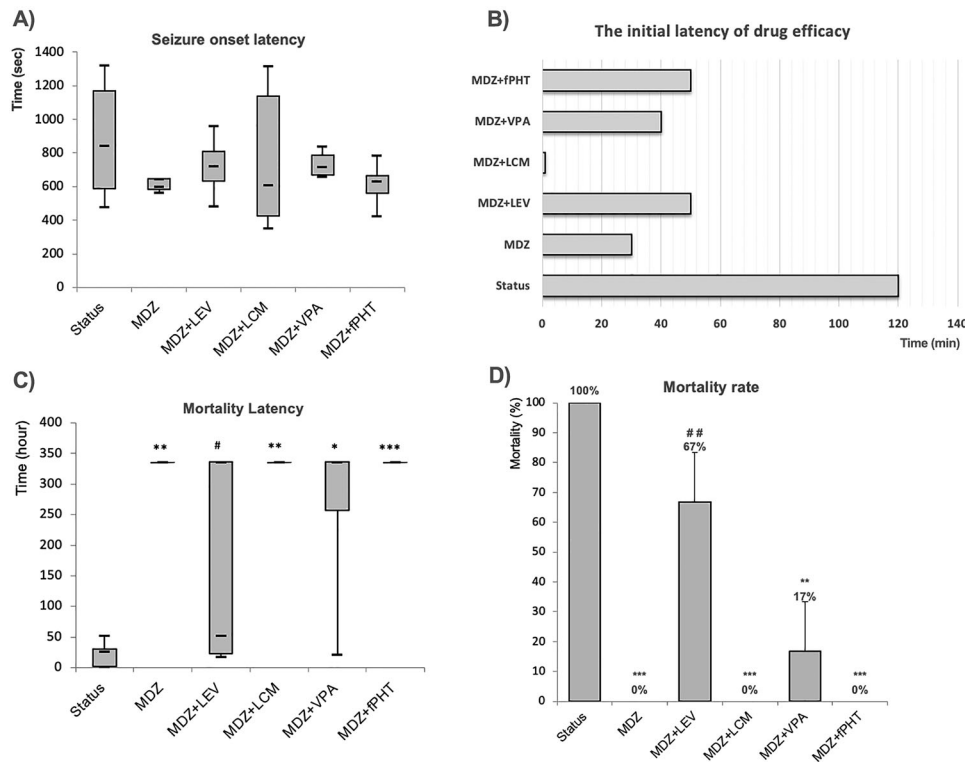 A)
Seizure onset latency
Time (sec)
1400
1200
1000
800
600
400
200
0
Status
MDZ
MDZ+LEV
MDZ+LCM
MDZ+VPA
MDZ+fPHT
B)
The initial latency of drug efficacy
MDZ+fPHT
MDZ+VPA
MDZ+LCM
MDZ+LEV
MDZ
Status
0 20 40 60 80 100 120 140
Time (min)
C)
Mortality Latency
Time (hour)
350
300
250
200
150
100
50
0
** # ** * ***
Status
MDZ
MDZ+LEV
MDZ+LCM
MDZ+VPA
MDZ+fPHT
D)
Mortality rate
Mortality (%)
100
90
80
70
60
50
40
30
20
10
0
100%
***
0%
##
67%
***
0%
**
17%
***
0%
Status
MDZ
MDZ+LEV
MDZ+LCM
MDZ+VPA
MDZ+fPHT